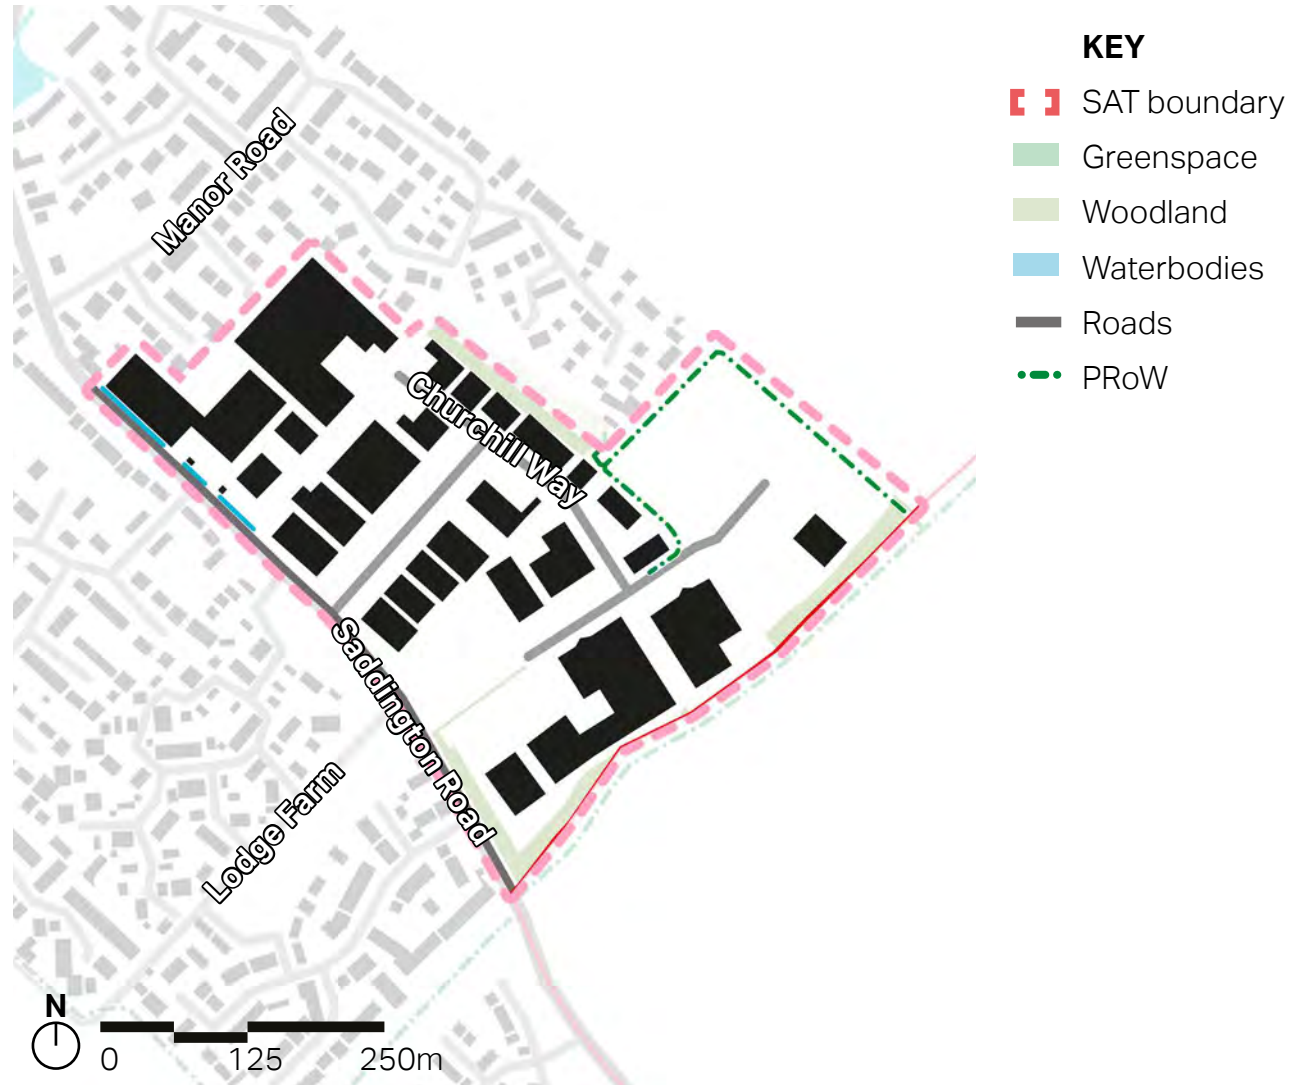 KEY
SAT boundary
Greenspace
Woodland
Waterbodies
Roads
PRoW
Manor Road
Churchill Way
Saddington Road
Lodge Farm
N
0 125 250m